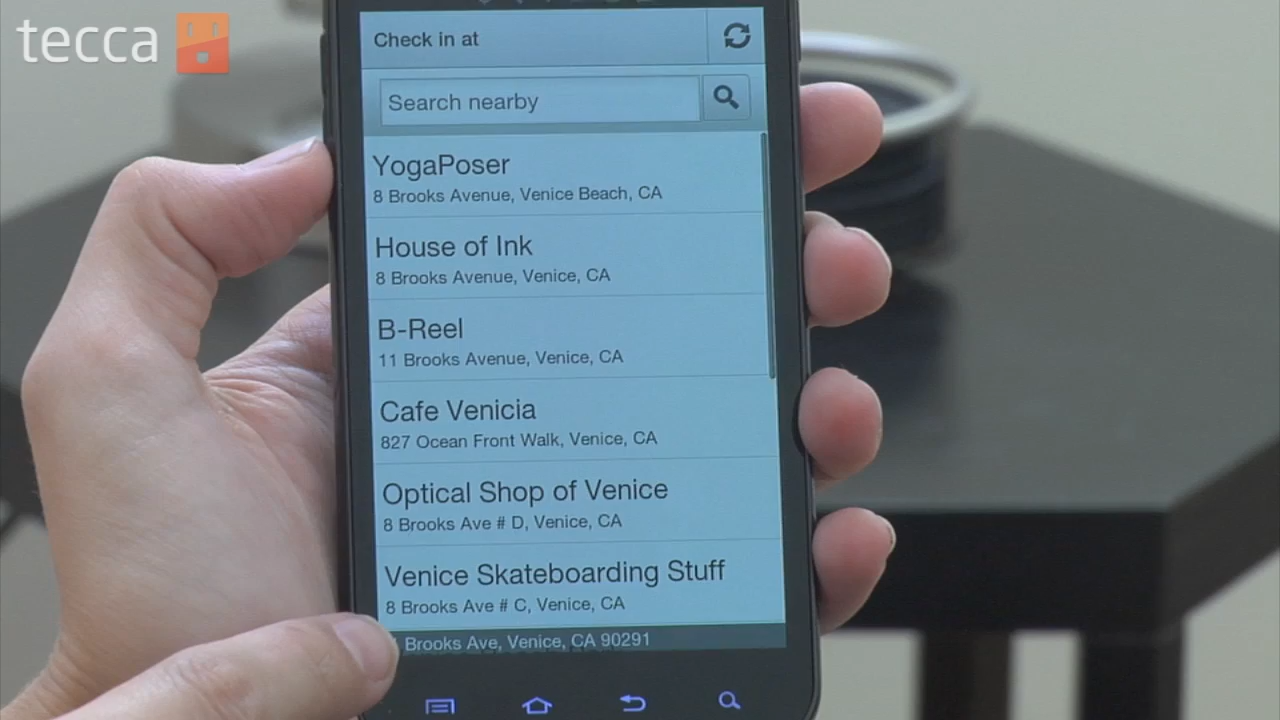 tecca
Check in at
Search nearby
YogaPoser
8 Brooks Avenue, Venice Beach, CA
House of Ink
8 Brooks Avenue, Venice, CA
B-Reel
11 Brooks Avenue, Venice, CA
Cafe Venicia
827 Ocean Front Walk, Venice, CA
Optical Shop of Venice
8 Brooks Ave # D, Venice, CA
Venice Skateboarding Stuff
8 Brooks Ave # C, Venice, CA
Brooks Ave, Venice, CA 90291